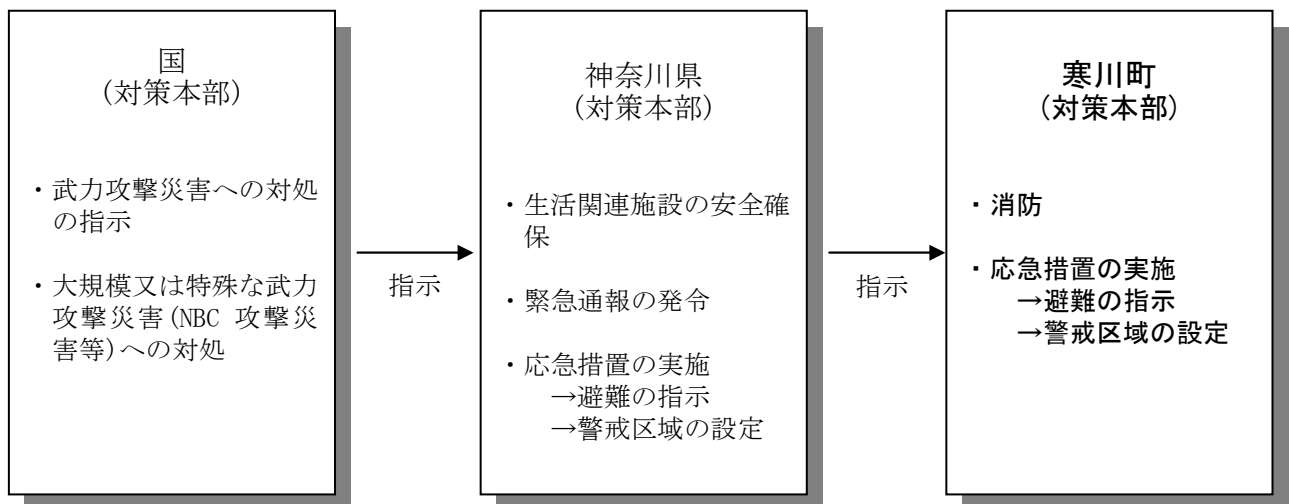 国
(対策本部)
・武力攻撃災害への対処
の指示
・大規模又は特殊な武力
攻撃災害(NBC 攻撃災
害等)への対処
指示
神奈川県
(対策本部)
・生活関連施設の安全確
保
・緊急通報の発令
・応急措置の実施
→避難の指示
→警戒区域の設定
指示
寒川町
(対策本部)
・消防
・応急措置の実施
→避難の指示
→警戒区域の設定